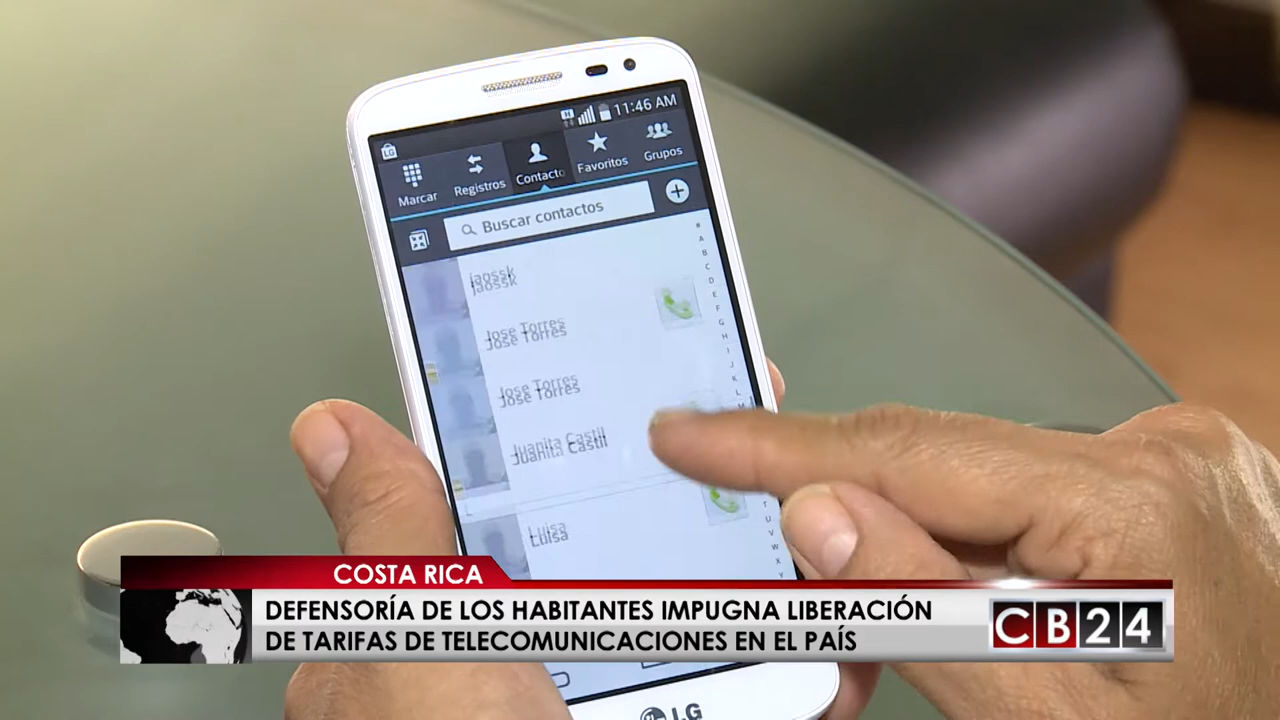 11:46 AM
Marcar
Registros
Contacto
Favoritos
Grupos
Buscar contactos
#
A
B
C
D
E
F
G
H
I
J
K
L
M
jaossk
Jose Torres
Jose Torres
Juanita Castil
Luisa
T
U
V
W
X
Y
COSTA RICA
DEFENSORÍA DE LOS HABITANTES IMPUGNA LIBERACIÓN
DE TARIFAS DE TELECOMUNICACIONES EN EL PAÍS
CB24
LG